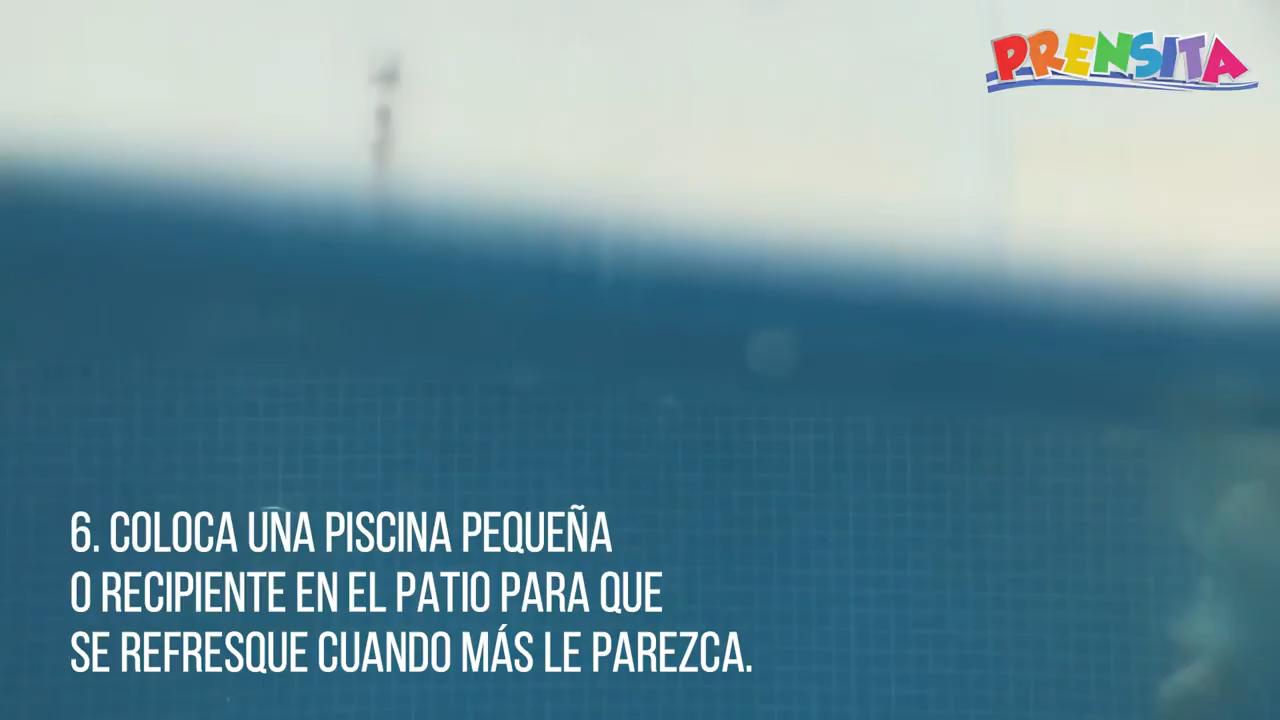 PRENSITA
6. COLOCA UNA PISCINA PEQUEÑA
O RECIPIENTE EN EL PATIO PARA QUE
SE REFRESQUE CUANDO MÁS LE PAREZCA.